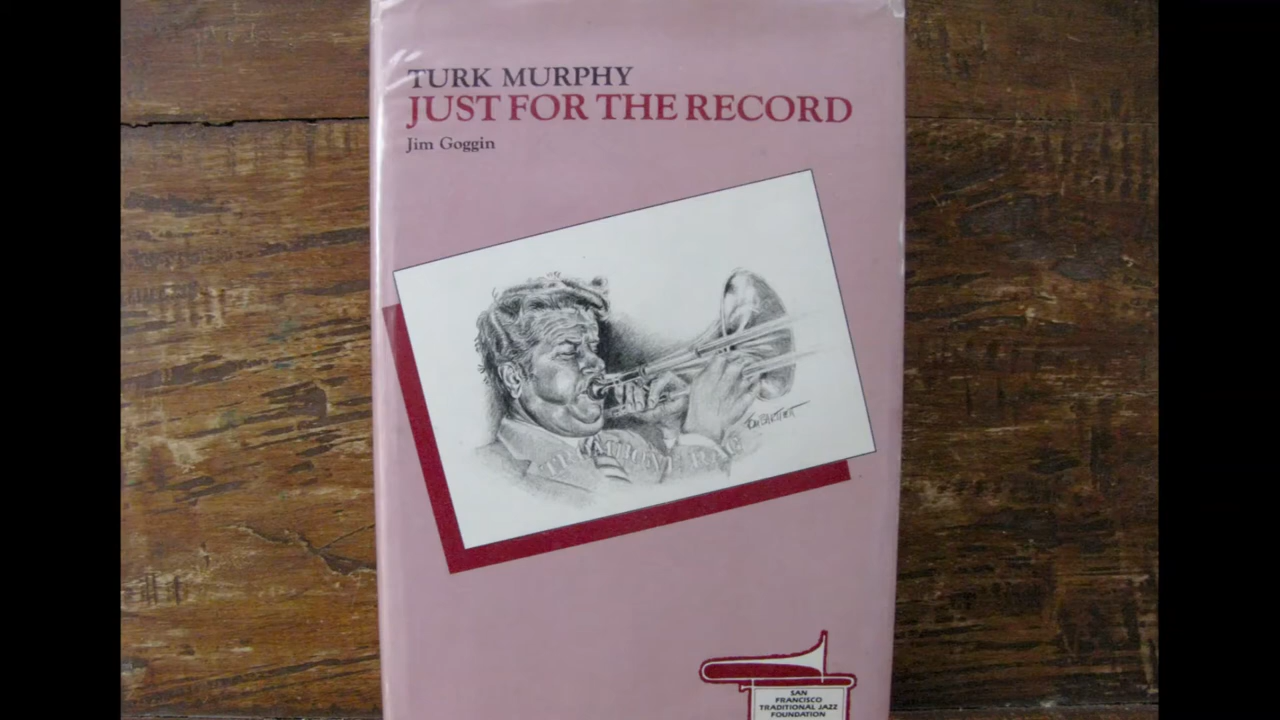 TURK MURPHY
JUST FOR THE RECORD
Jim Goggin
SAN
FRANCISCO
TRADITIONAL JAZZ
FOUNDATION